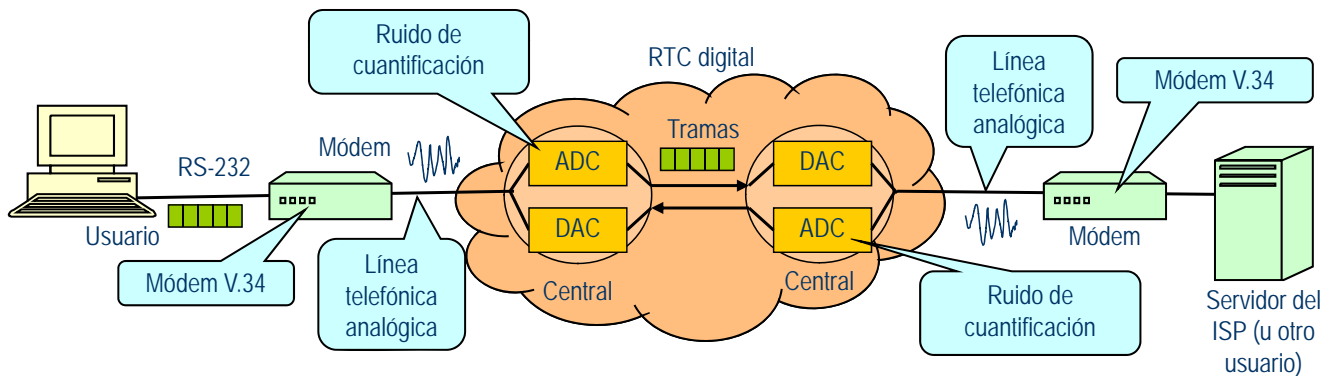 Ruido de
cuantificación
RTC digital
Línea
telefónica
analógica
Módem V.34
RS-232
Módem
ADC
Tramas
DAC
Usuario
DAC
ADC
Módem
Módem V.34
Línea
telefónica
analógica
Central
Central
Ruido de
cuantificación
Servidor del
ISP (u otro
usuario)